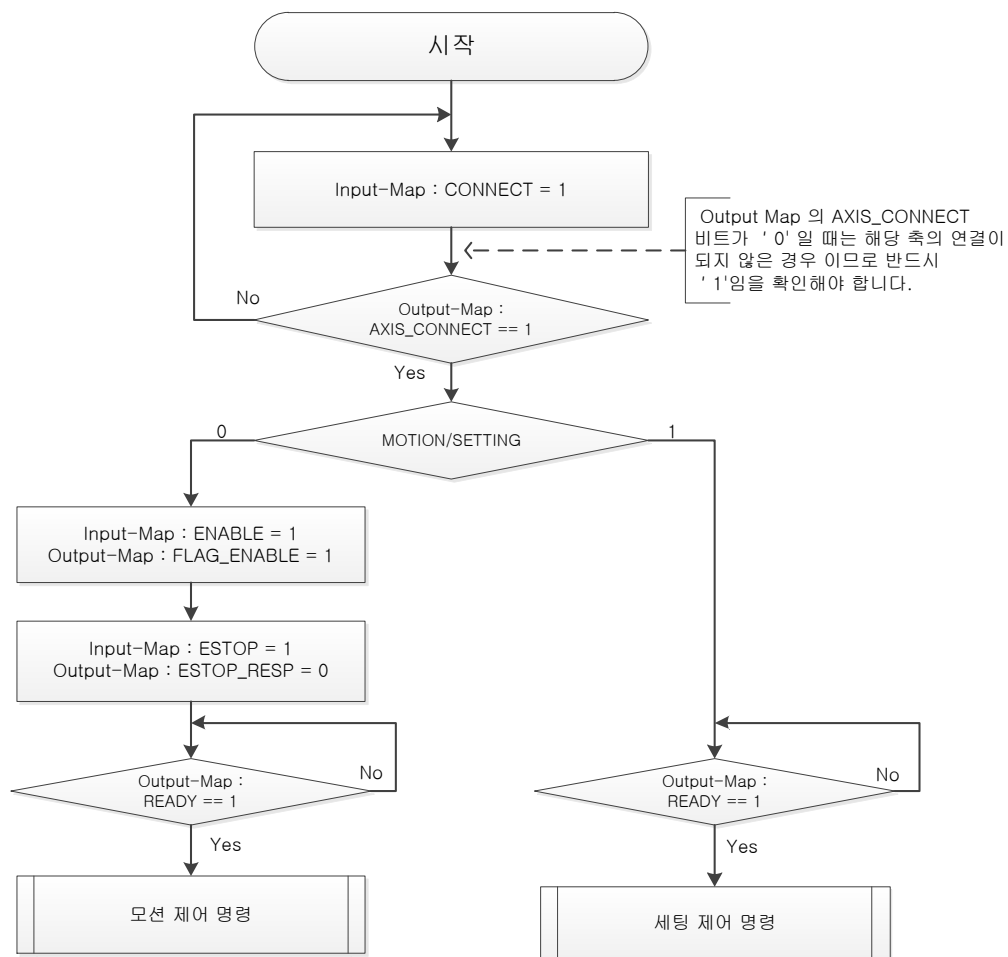 시작
Input-Map : CONNECT = 1
Output Map 의 AXIS_CONNECT
비트가 ‘ 0' 일 때는 해당 축의 연결이
되지 않은 경우 이므로 반드시
‘ 1'임을 확인해야 합니다.
No
Output-Map :
AXIS_CONNECT == 1
Yes
0
MOTION/SETTING
1
Input-Map : ENABLE = 1
Output-Map : FLAG_ENABLE = 1
Input-Map : ESTOP = 1
Output-Map : ESTOP_RESP = 0
Output-Map :
READY == 1
No
Yes
모션 제어 명령
Output-Map :
READY == 1
No
Yes
세팅 제어 명령